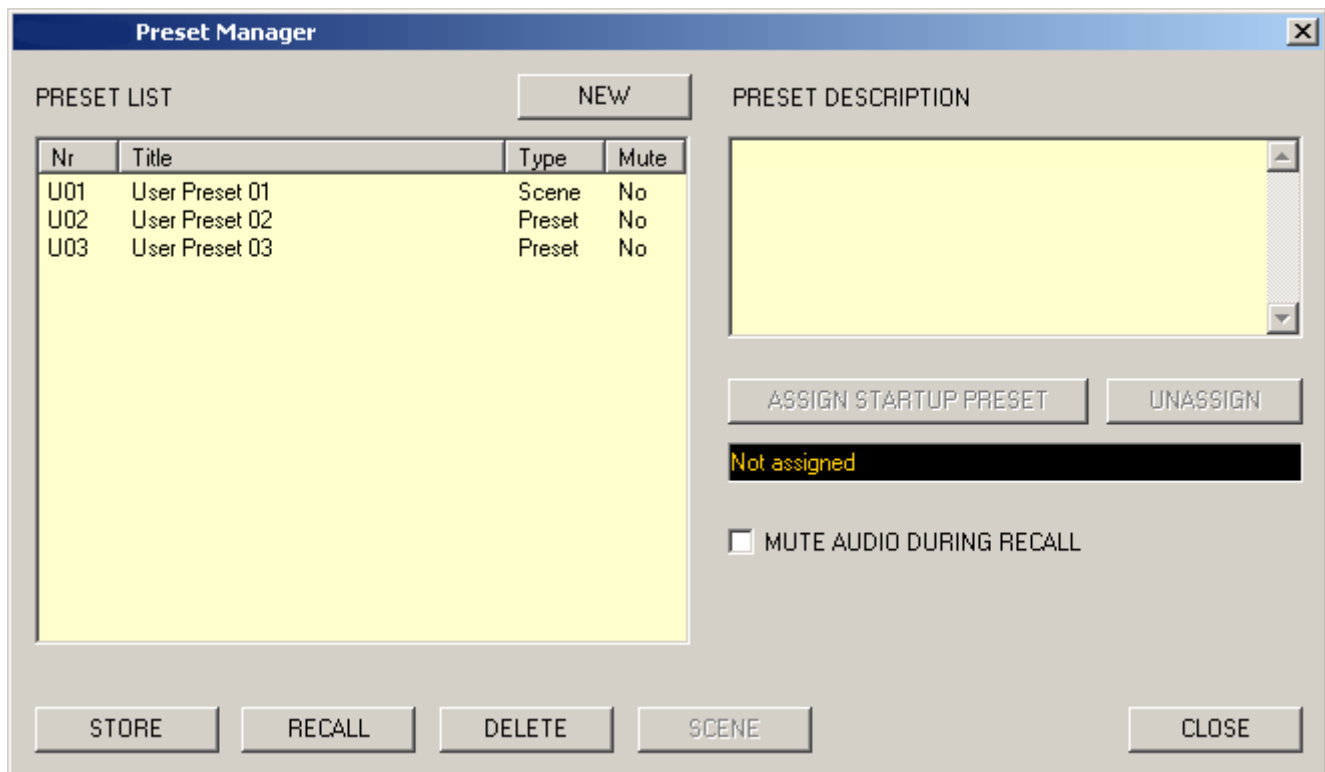 Preset Manager
PRESET LIST
NEW
Nr Title Type Mute
U01 User Preset 01 Scene No
U02 User Preset 02 Preset No
U03 User Preset 03 Preset No
PRESET DESCRIPTION
ASSIGN STARTUP PRESET
UNASSIGN
Not assigned
MUTE AUDIO DURING RECALL
STORE
RECALL
DELETE
SCENE
CLOSE